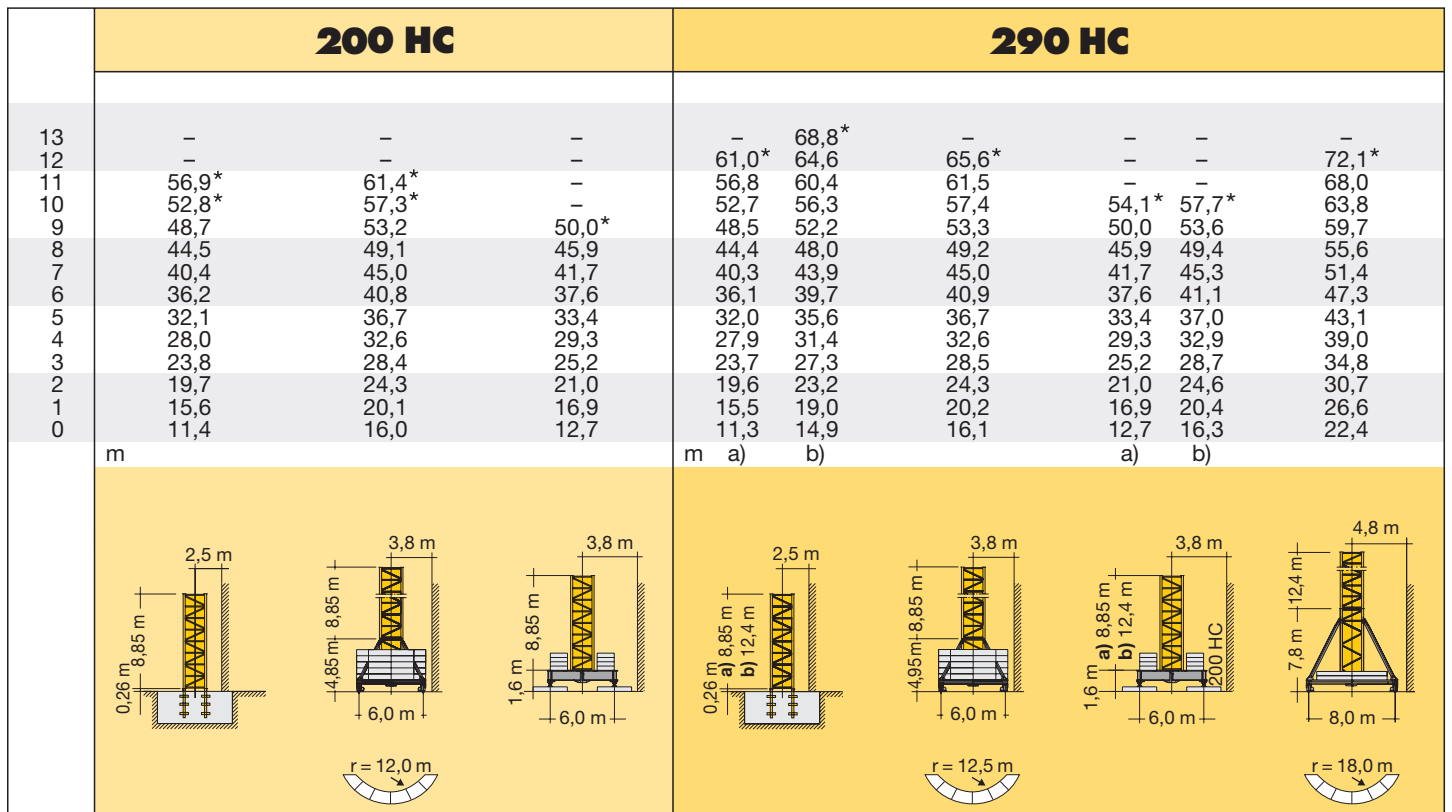 200 HC 290 HC
13 – – – – 68,8* – – – –
12 – – – 61,0* 64,6 65,6* – – 72,1*
11 56,9* 61,4* – 56,8 60,4 61,5 – – 68,0
10 52,8* 57,3* – 52,7 56,3 57,4 54,1* 57,7* 63,8
9 48,7 53,2 50,0* 48,5 52,2 53,3 50,0 53,6 59,7
8 44,5 49,1 45,9 44,4 48,0 49,2 45,9 49,4 55,6
7 40,4 45,0 41,7 40,3 43,9 45,0 41,7 45,3 51,4
6 36,2 40,8 37,6 36,1 39,7 40,9 37,6 41,1 47,3
5 32,1 36,7 33,4 32,0 35,6 36,7 33,4 37,0 43,1
4 28,0 32,6 29,3 27,9 31,4 32,6 29,3 32,9 39,0
3 23,8 28,4 25,2 23,7 27,3 28,5 25,2 28,7 34,8
2 19,7 24,3 21,0 19,6 23,2 24,3 21,0 24,6 30,7
1 15,6 20,1 16,9 15,5 19,0 20,2 16,9 20,4 26,6
0 11,4 16,0 12,7 11,3 14,9 16,1 12,7 16,3 22,4
m m a) b) a) b)
2,5 m
8,85 m
0,26 m
3,8 m
8,85 m
4,85 m
6,0 m
r = 12,0 m
3,8 m
8,85 m
1,6 m
6,0 m
2,5 m
a) 8,85 m
b) 12,4 m
0,26 m
3,8 m
8,85 m
4,95 m
6,0 m
r = 12,5 m
3,8 m
a) 8,85 m
b) 12,4 m
1,6 m
200 HC
6,0 m
4,8 m
12,4 m
7,8 m
8,0 m
r = 18,0 m